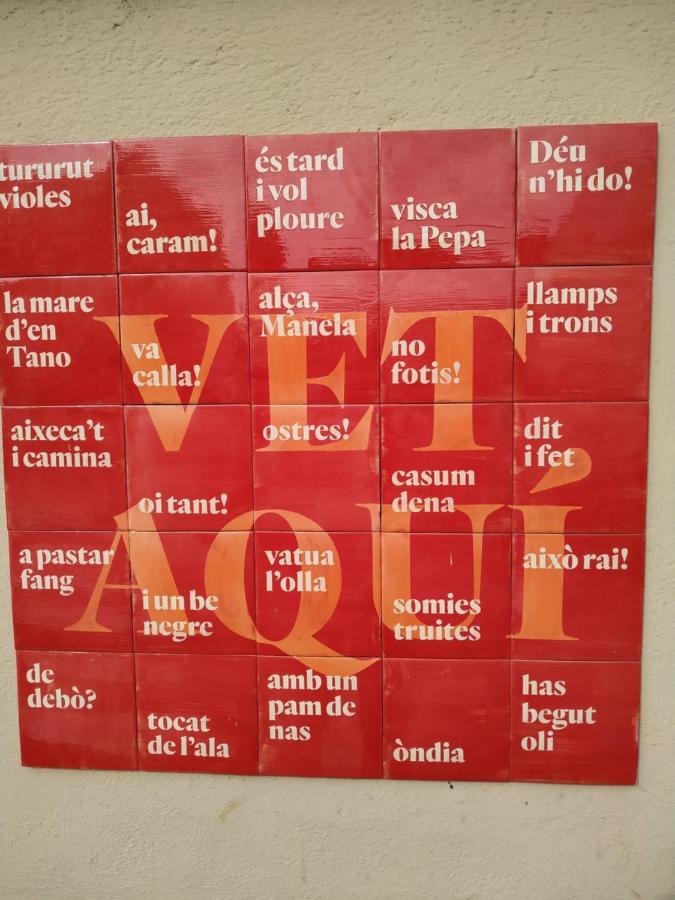 tururut
violes
ai,
caram!
és tard
i vol
ploure
visca
la Pepa
Déu
n'hi do!
la mare
d'en
Tano
va
calla!
alça,
Manela
no
fotis!
llamps
i trons
VET
aixeca't
i camina
oi tant!
ostres!
casum
dena
dit
i fet
AQUÍ
a pastar
fang
i un be
negre
vatua
l'olla
somies
truites
això rai!
de
debò?
tocat
de l'ala
amb un
pam de
nas
òndia
has
begut
oli